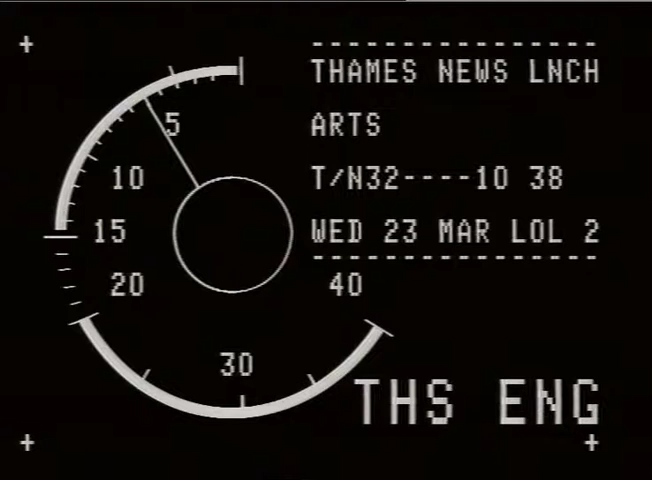 THAMES NEWS LNCH
ARTS
T/N32----10 38
WED 23 MAR LOL 2
5
10
15
20
30
40
THS ENG